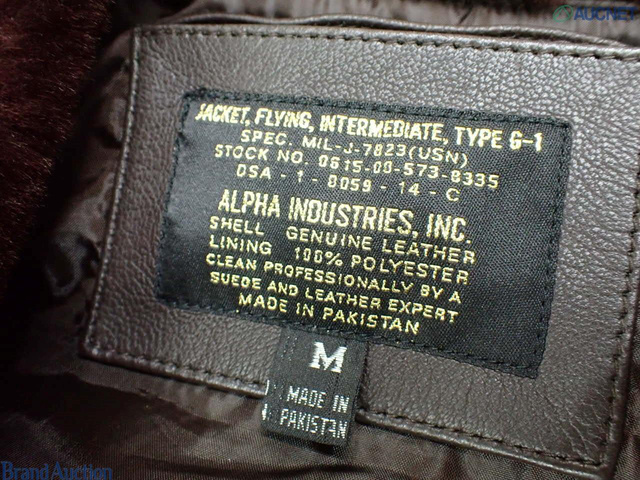 AUCNET
JACKET, FLYING, INTERMEDIATE, TYPE G-1
SPEC. MIL-J-7823(USN)
STOCK NO. 0615-00-573-8335
DSA - 1 - 8059 - 14 - C
ALPHA INDUSTRIES, INC.
SHELL GENUINE LEATHER
LINING 100% POLYESTER
CLEAN PROFESSIONALLY BY A
SUEDE AND LEATHER EXPERT
MADE IN PAKISTAN
M
MADE IN
PAKISTAN
Brand Auction